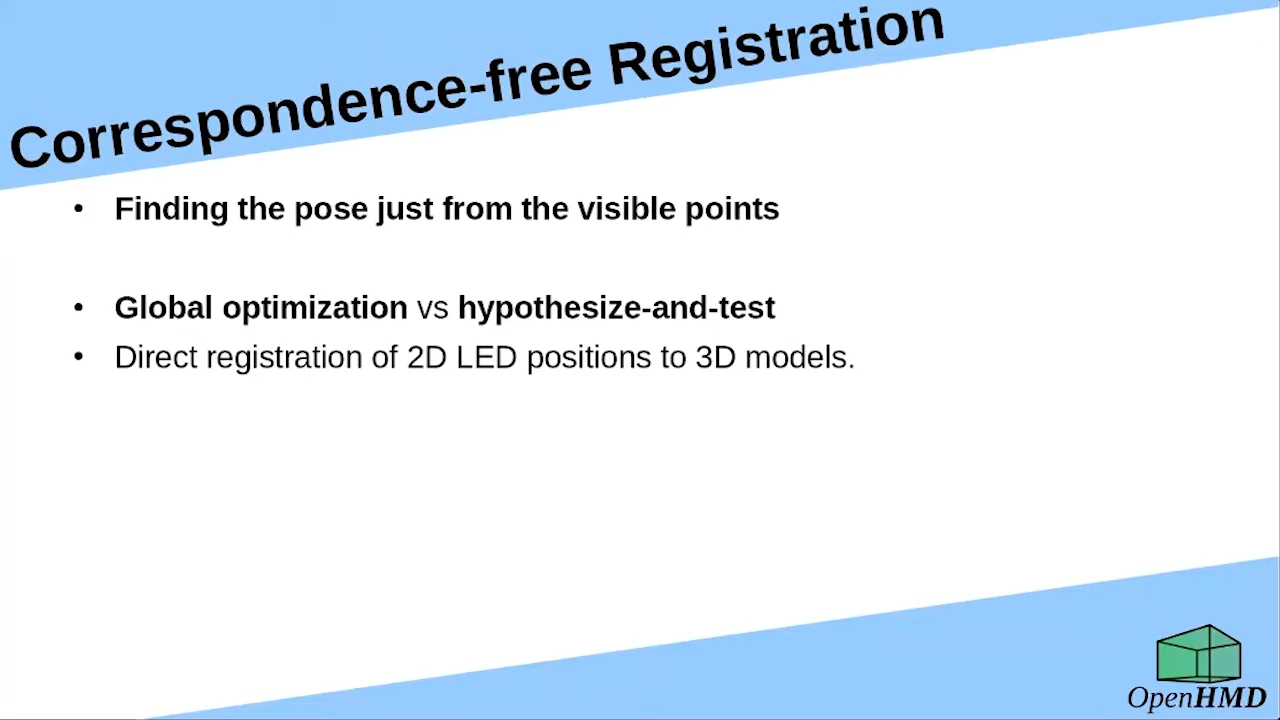 Correspondence-free Registration
• Finding the pose just from the visible points
• Global optimization vs hypothesize-and-test
• Direct registration of 2D LED positions to 3D models.
OpenHMD